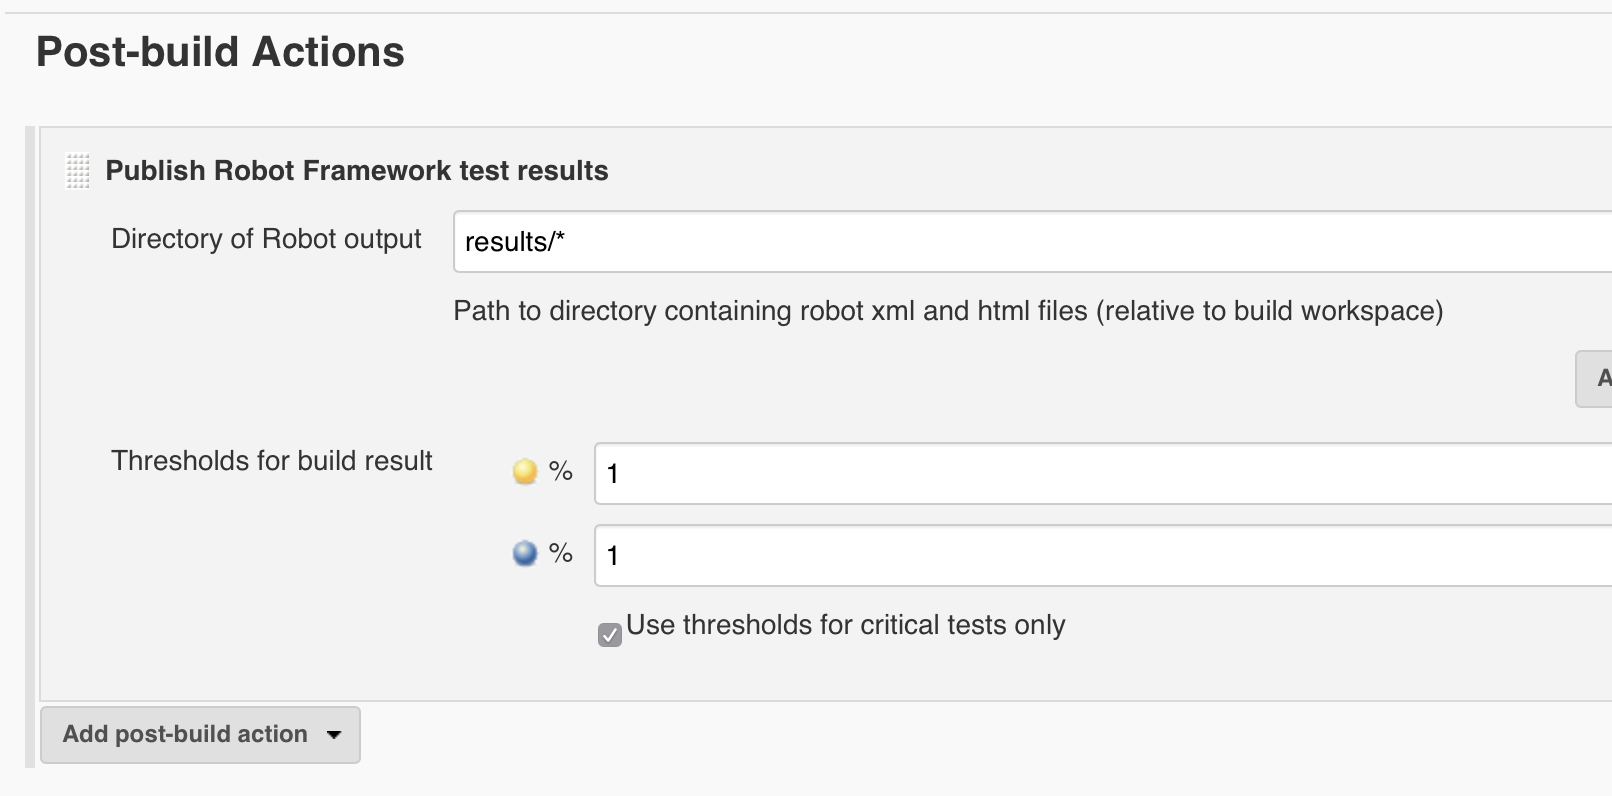 Post-build Actions
Publish Robot Framework test results
Directory of Robot output
results/*
Path to directory containing robot xml and html files (relative to build workspace)
A
Thresholds for build result
% 1
% 1
Use thresholds for critical tests only
Add post-build action